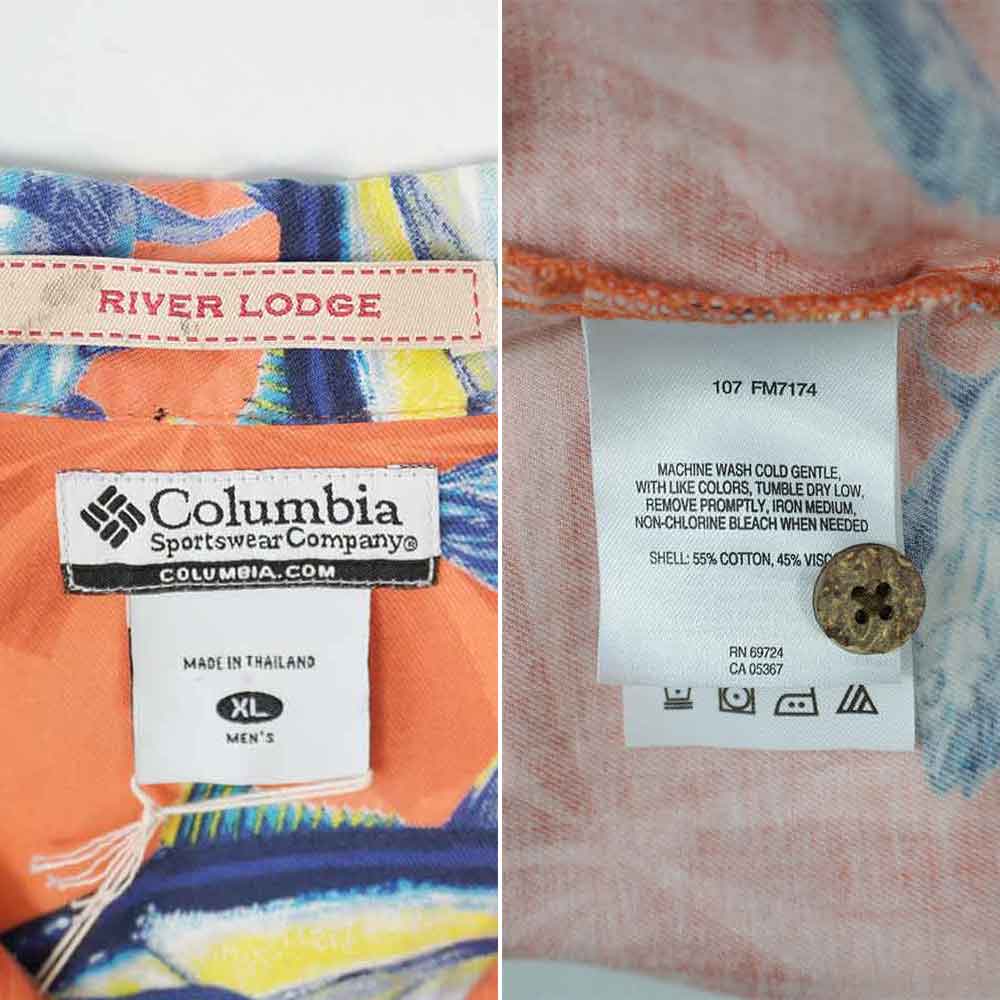 RIVER LODGE
Columbia
Sportswear Company®
COLUMBIA.COM
MADE IN THAILAND
XL
MEN'S
107 FM7174
MACHINE WASH COLD GENTLE,
WITH LIKE COLORS, TUMBLE DRY LOW,
REMOVE PROMPTLY, IRON MEDIUM,
NON-CHLORINE BLEACH WHEN NEEDED
SHELL: 55% COTTON, 45%
RN 69724
CA 05367